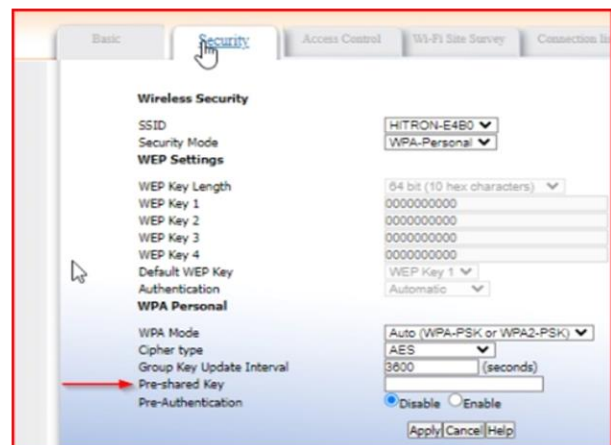 Basic Security Access Control Wi-Fi Site Survey Connection lis
Wireless Security
SSID HITRON-E4B0
Security Mode WPA-Personal
WEP Settings
WEP Key Length 64 bit (10 hex characters)
WEP Key 1 0000000000
WEP Key 2 0000000000
WEP Key 3 0000000000
WEP Key 4 0000000000
Default WEP Key WEP Key 1
Authentication Automatic
WPA Personal
WPA Mode Auto (WPA-PSK or WPA2-PSK)
Cipher type AES
Group Key Update Interval 3600 (seconds)
Pre-shared Key
Pre-Authentication Disable Enable
Apply Cancel Help